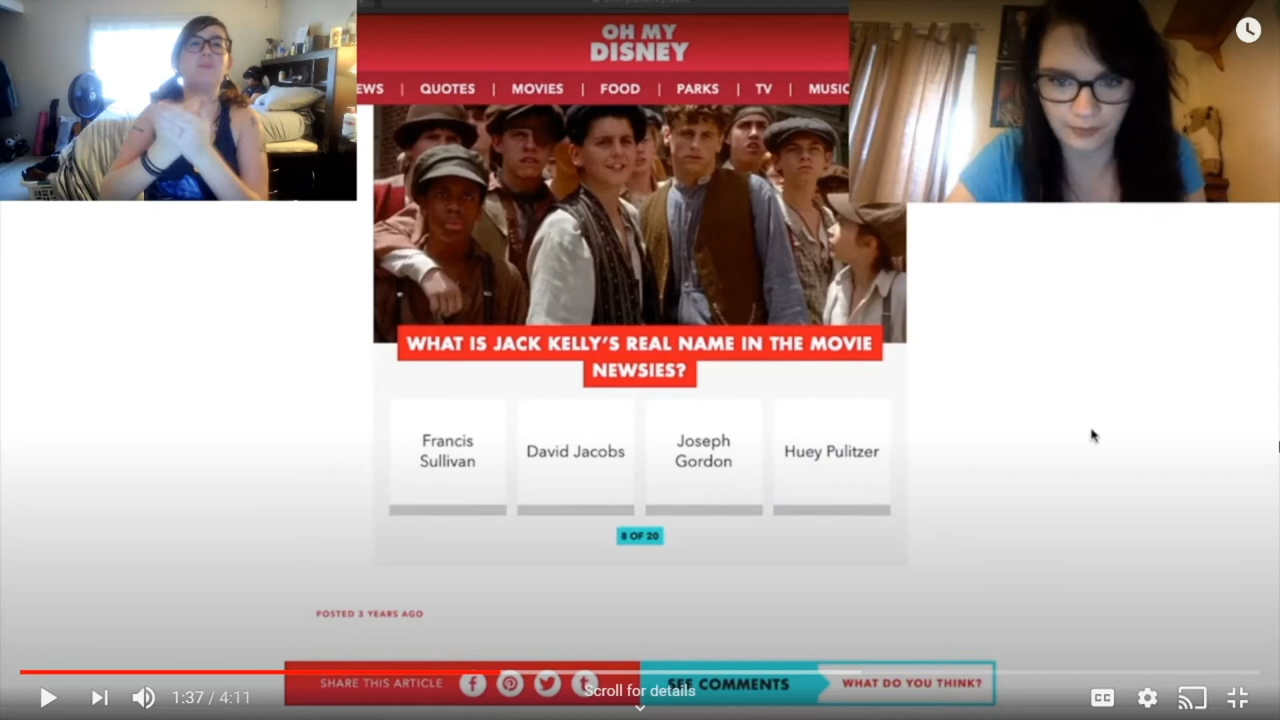 OH MY
DISNEY
EWS | QUOTES | MOVIES | FOOD | PARKS | TV | MUSIC
WHAT IS JACK KELLY'S REAL NAME IN THE MOVIE
NEWSIES?
Francis
Sullivan
David Jacobs
Joseph
Gordon
Huey Pulitzer
8 OF 20
POSTED 3 YEARS AGO
SHARE THIS ARTICLE
SEE COMMENTS
WHAT DO YOU THINK?
Scroll for details
1:37 / 4:11
CC